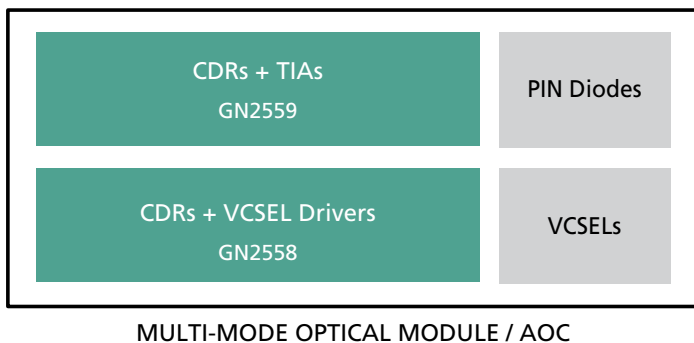 CDRs + TIAs
GN2559
PIN Diodes
CDRs + VCSEL Drivers
GN2558
VCSELs
MULTI-MODE OPTICAL MODULE / AOC